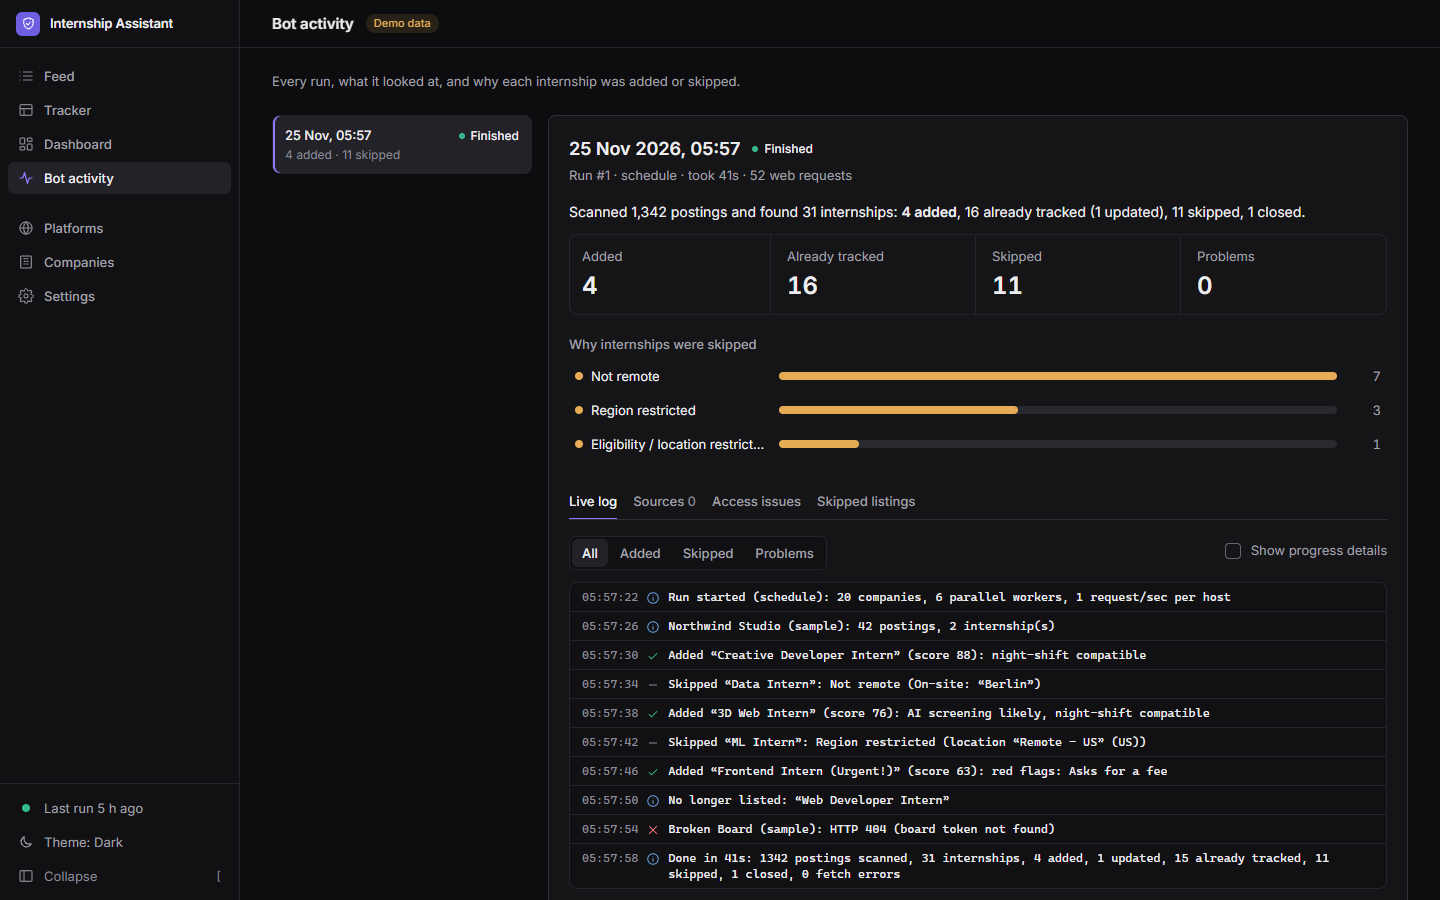 Internship Assistant
Bot activity
Demo data
Feed
Tracker
Dashboard
Bot activity
Platforms
Companies
Settings
Last run 5 h ago
Theme: Dark
Collapse [
Every run, what it looked at, and why each internship was added or skipped.
25 Nov, 05:57 Finished
4 added · 11 skipped
25 Nov 2026, 05:57 Finished
Run #1 · schedule · took 41s · 52 web requests
Scanned 1,342 postings and found 31 internships: 4 added, 16 already tracked (1 updated), 11 skipped, 1 closed.
Added Already tracked Skipped Problems
4 16 11 0
Why internships were skipped
Not remote 7
Region restricted 3
Eligibility / location restrict... 1
Live log Sources 0 Access issues Skipped listings
All Added Skipped Problems Show progress details
05:57:22 Run started (schedule): 20 companies, 6 parallel workers, 1 request/sec per host
05:57:26 Northwind Studio (sample): 42 postings, 2 internship(s)
05:57:30 Added “Creative Developer Intern” (score 88): night-shift compatible
05:57:34 Skipped “Data Intern”: Not remote (On-site: “Berlin”)
05:57:38 Added “3D Web Intern” (score 76): AI screening likely, night-shift compatible
05:57:42 Skipped “ML Intern”: Region restricted (location “Remote – US” (US))
05:57:46 Added “Frontend Intern (Urgent!)” (score 63): red flags: Asks for a fee
05:57:50 No longer listed: “Web Developer Intern”
05:57:54 Broken Board (sample): HTTP 404 (board token not found)
05:57:58 Done in 41s: 1342 postings scanned, 31 internships, 4 added, 1 updated, 15 already tracked, 11
skipped, 1 closed, 0 fetch errors